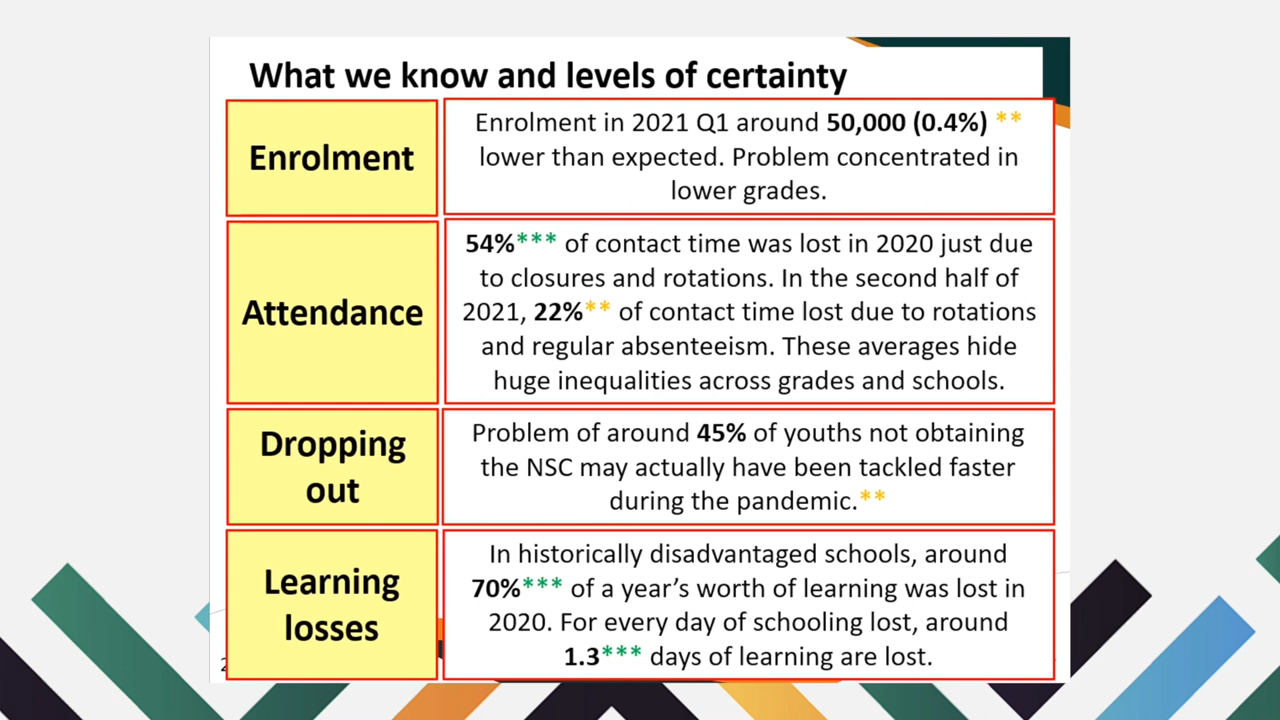 What we know and levels of certainty
Enrolment
Enrolment in 2021 Q1 around 50,000 (0.4%) **
lower than expected. Problem concentrated in
lower grades.
Attendance
54%*** of contact time was lost in 2020 just due
to closures and rotations. In the second half of
2021, 22%** of contact time lost due to rotations
and regular absenteeism. These averages hide
huge inequalities across grades and schools.
Dropping
out
Problem of around 45% of youths not obtaining
the NSC may actually have been tackled faster
during the pandemic.**
Learning
losses
In historically disadvantaged schools, around
70%*** of a year’s worth of learning was lost in
2020. For every day of schooling lost, around
1.3*** days of learning are lost.